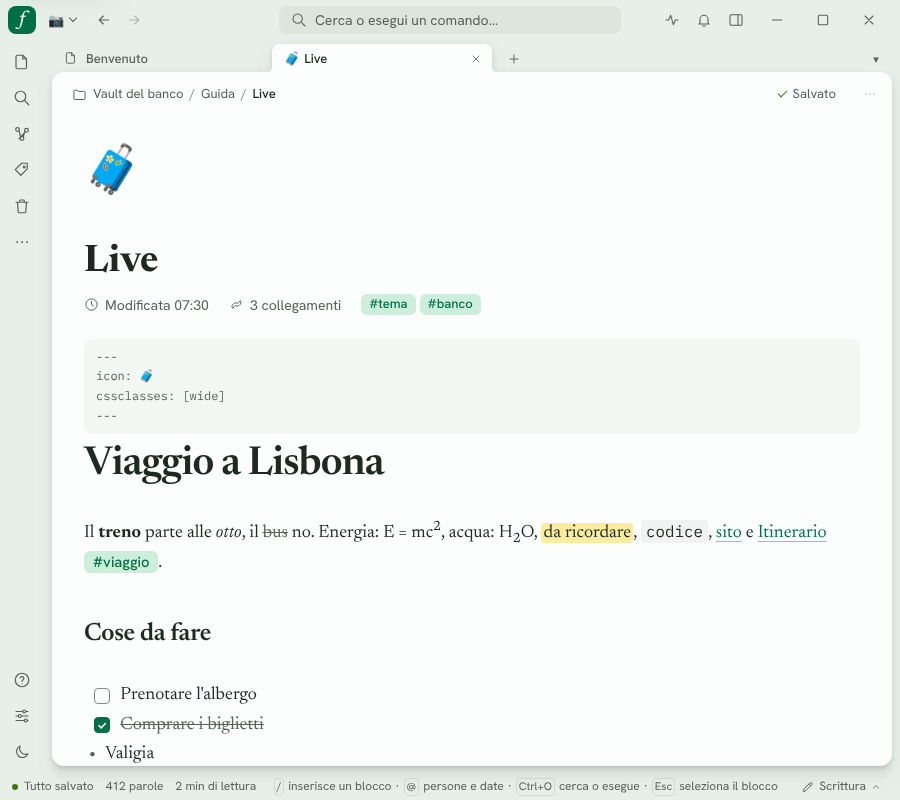 f
Cerca o esegui un comando...
Benvenuto
Live
Vault del banco / Guida / Live
Salvato
Live
Modificata 07:30
3 collegamenti
#tema
#banco
---
icon: 🧳
cssclasses: [wide]
---
Viaggio a Lisbona
Il treno parte alle otto, il bus no. Energia: E = mc², acqua: H₂O, da ricordare, codice, sito e Itinerario
#viaggio.
Cose da fare
Prenotare l'albergo
Comprare i biglietti
• Valigia
Tutto salvato 412 parole 2 min di lettura / inserisce un blocco · @ persone e date · Ctrl+O cerca o esegue · Esc seleziona il blocco Scrittura